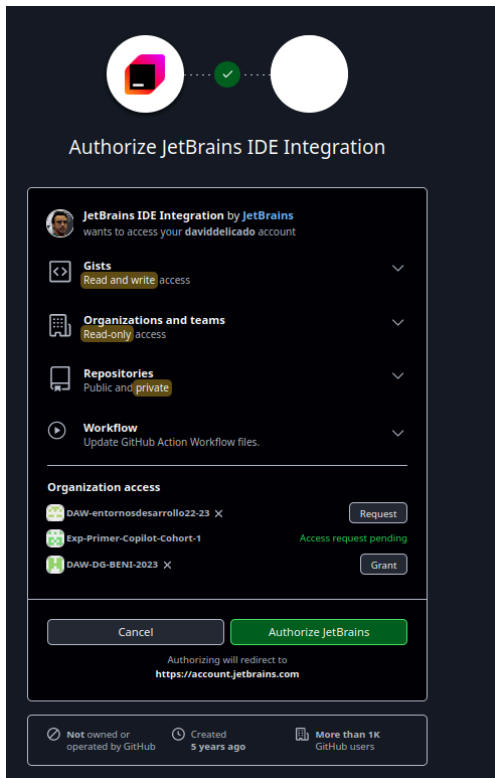 Authorize JetBrains IDE Integration
JetBrains IDE Integration by JetBrains
wants to access your daviddelicado account
Gists
Read and write access
Organizations and teams
Read-only access
Repositories
Public and private
Workflow
Update GitHub Action Workflow files.
Organization access
DAW-entornosdesarrollo22-23
Request
Exp-Primer-Copilot-Cohort-1
Access request pending
DAW-DG-BENI-2023
Grant
Cancel
Authorize JetBrains
Authorizing will redirect to
https://account.jetbrains.com
Not owned or
operated by GitHub
Created
5 years ago
More than 1K
GitHub users